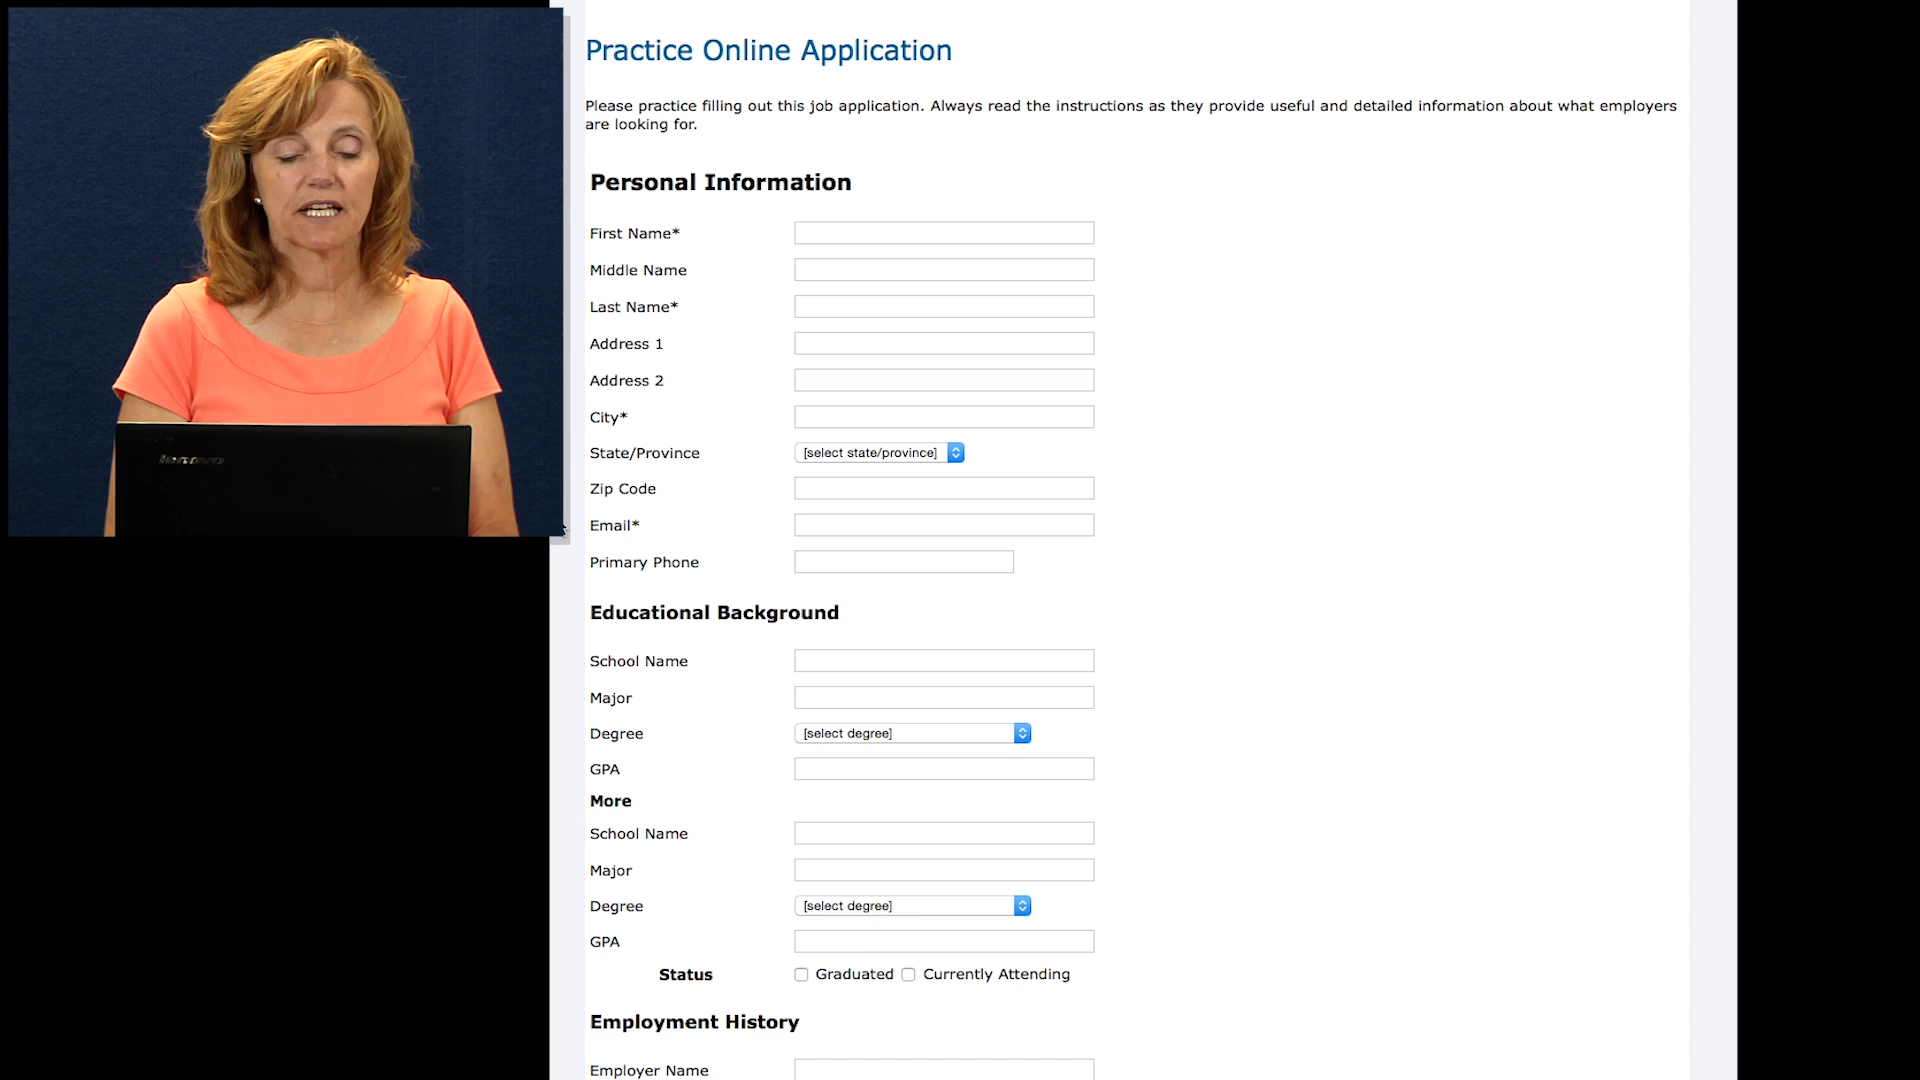 lenovo
Practice Online Application
Please practice filling out this job application. Always read the instructions as they provide useful and detailed information about what employers
are looking for.
Personal Information
First Name*
Middle Name
Last Name*
Address 1
Address 2
City*
State/Province [select state/province]
Zip Code
Email*
Primary Phone
Educational Background
School Name
Major
Degree [select degree]
GPA
More
School Name
Major
Degree [select degree]
GPA
Status Graduated Currently Attending
Employment History
Employer Name